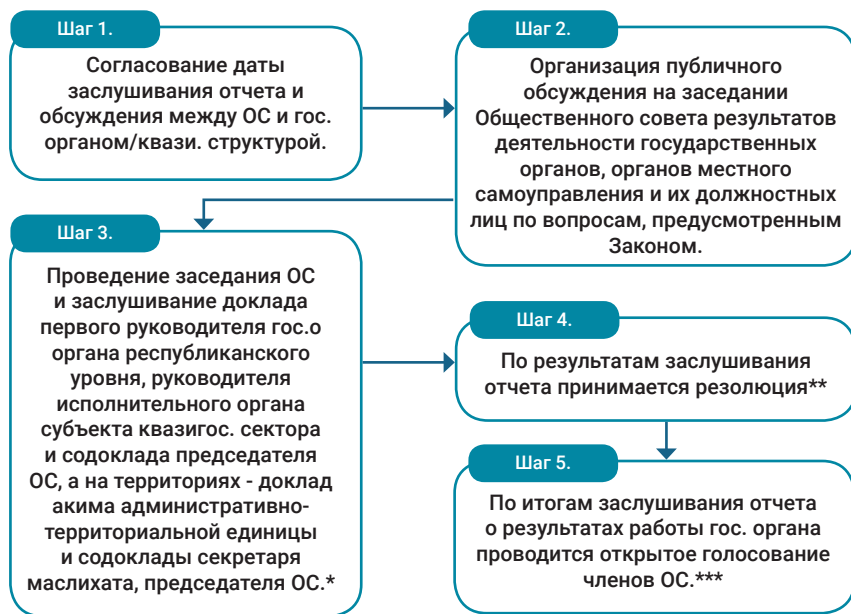 Шаг 1.
Согласование даты
заслушивания отчета и
обсуждения между ОС и гос.
органом/квази. структурой.
Шаг 2.
Организация публичного
обсуждения на заседании
Общественного совета результатов
деятельности государственных
органов, органов местного
самоуправления и их должностных
лиц по вопросам, предусмотренным
Законом.
Шаг 3.
Проведение заседания ОС
и заслушивание доклада
первого руководителя гос.о
органа республиканского
уровня, руководителя
исполнительного органа
субъекта квазигос. сектора
и содоклада председателя
ОС, а на территориях - доклад
акима административно-
территориальной единицы
и содоклады секретаря
маслихата, председателя ОС.*
Шаг 4.
По результатам заслушивания
отчета принимается резолюция**
Шаг 5.
По итогам заслушивания отчета
о результатах работы гос. органа
проводится открытое голосование
членов ОС.***